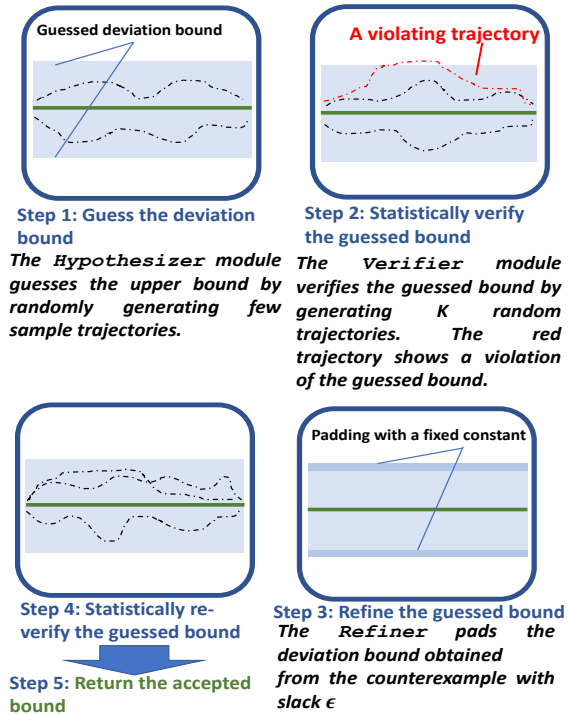 Guessed deviation bound
Step 1: Guess the deviation
bound
The Hypothesizer module
guesses the upper bound by
randomly generating few
sample trajectories.
A violating trajectory
Step 2: Statistically verify
the guessed bound
The Verifier module
verifies the guessed bound by
generating K random
trajectories. The red
trajectory shows a violation
of the guessed bound.
Padding with a fixed constant
Step 3: Refine the guessed bound
The Refiner pads the
deviation bound obtained
from the counterexample with
slack ϵ
Step 4: Statistically re-
verify the guessed bound
Step 5: Return the accepted
bound